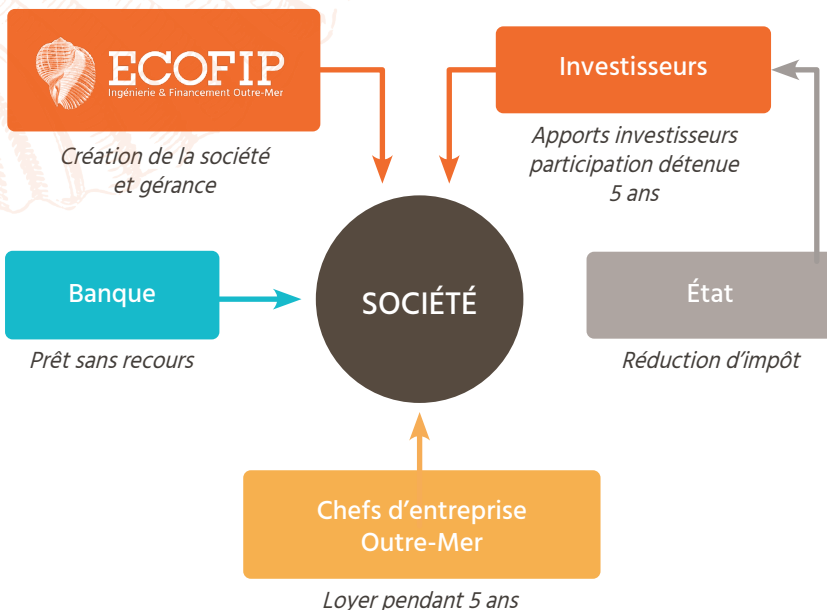 ECOFIP
Ingénierie & Financement Outre-Mer
Création de la société
et gérance
Investisseurs
Apports investisseurs
participation détenue
5 ans
Banque
Prêt sans recours
SOCIÉTÉ
État
Réduction d’impôt
Chefs d’entreprise
Outre-Mer
Loyer pendant 5 ans